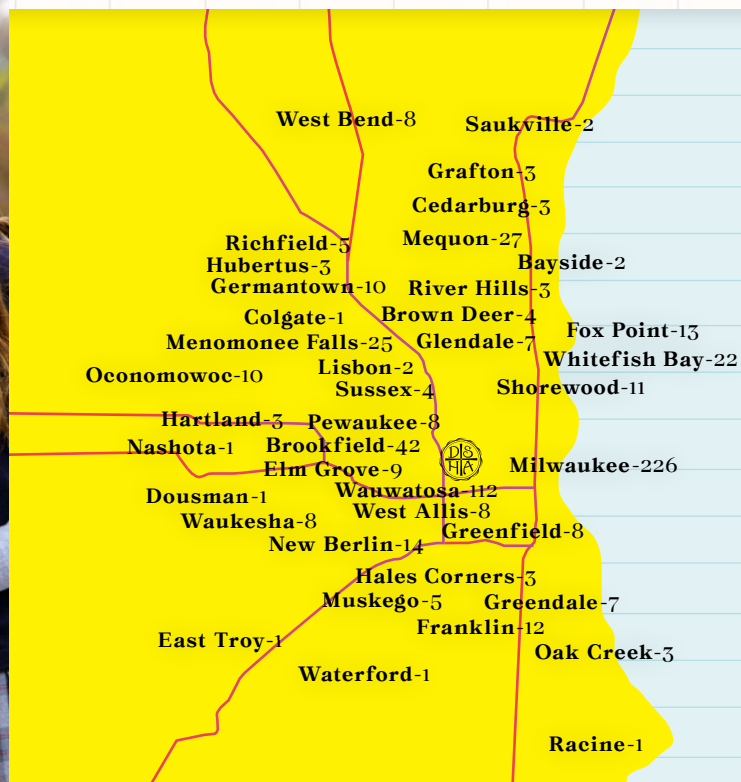 West Bend-8
Saukville-2
Grafton-3
Cedarburg-3
Mequon-27
Richfield-5
Bayside-2
Hubertus-3
Germantown-10
River Hills-3
Colgate-1
Brown Deer-4
Fox Point-13
Menomonee Falls-25
Glendale-7
Whitefish Bay-22
Lisbon-2
Oconomowoc-10
Sussex-4
Shorewood-11
Hartland-3
Pewaukee-8
Nashota-1
Brookfield-42
DIS
HA
Elm Grove-9
Milwaukee-226
Wauwatosa-112
Dousman-1
West Allis-8
Waukesha-8
Greenfield-8
New Berlin-14
Hales Corners-3
Muskego-5
Greendale-7
Franklin-12
East Troy-1
Oak Creek-3
Waterford-1
Racine-1